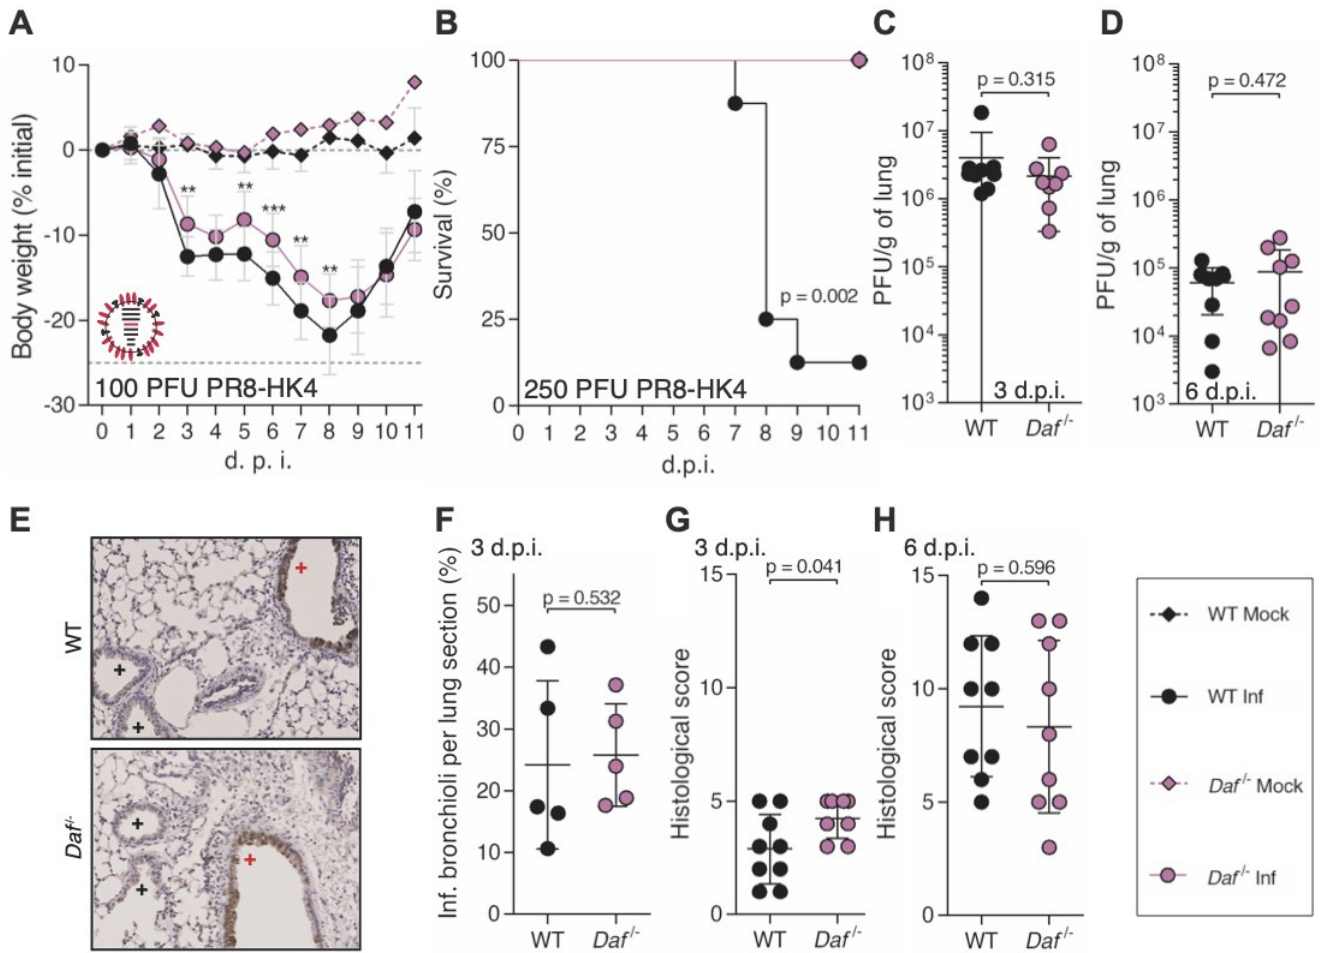 A
Body weight (% initial)
10
0
-10
-20
-30
** ** *** ** **
100 PFU PR8-HK4
0 1 2 3 4 5 6 7 8 9 10 11
d. p. i.
B
Survival (%)
100
75
50
25
0
p = 0.002
250 PFU PR8-HK4
0 1 2 3 4 5 6 7 8 9 10 11
d.p.i.
C
PFU/g of lung
10⁸
10⁷
10⁶
10⁵
10⁴
10³
p = 0.315
3 d.p.i.
WT Daf⁻/⁻
D
PFU/g of lung
10⁸
10⁷
10⁶
10⁵
10⁴
10³
p = 0.472
6 d.p.i.
WT Daf⁻/⁻
E
WT
+
+
+
Daf⁻/⁻
+
+
+
F
3 d.p.i.
Inf. bronchioli per lung section (%)
50
40
30
20
10
0
p = 0.532
WT Daf⁻/⁻
G
3 d.p.i.
Histological score
15
10
5
0
p = 0.041
WT Daf⁻/⁻
H
6 d.p.i.
Histological score
15
10
5
0
p = 0.596
WT Daf⁻/⁻
WT Mock
WT Inf
Daf⁻/⁻ Mock
Daf⁻/⁻ Inf